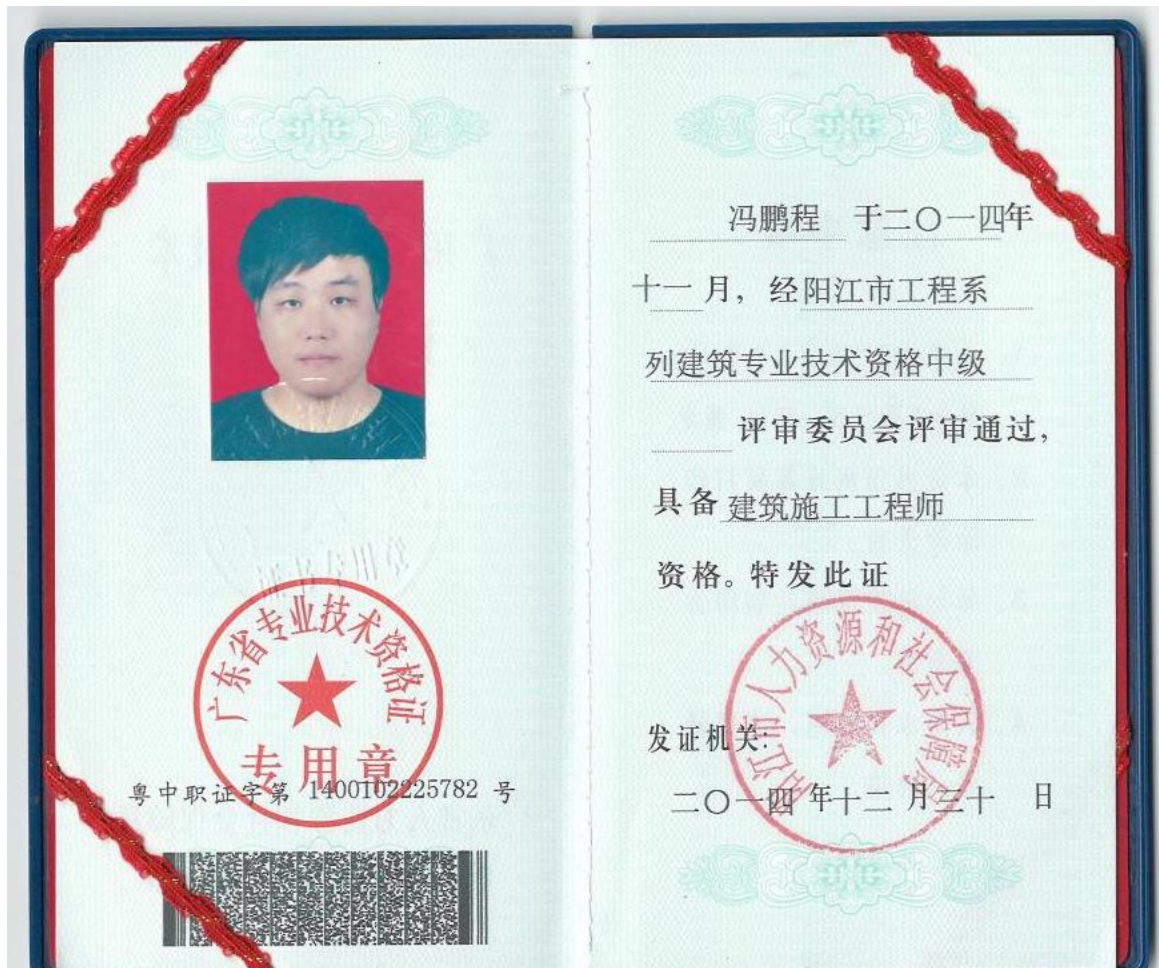 广东省专业技术资格证
专用章
粤中职证字第 1400102225782 号
冯鹏程 于二〇一四年
十一月，经阳江市工程系
列建筑专业技术资格中级
评审委员会评审通过，
具备建筑施工工程师
资格。特发此证
阳江市人力资源和社会保障局
发证机关：
二〇一四年十二月三十日